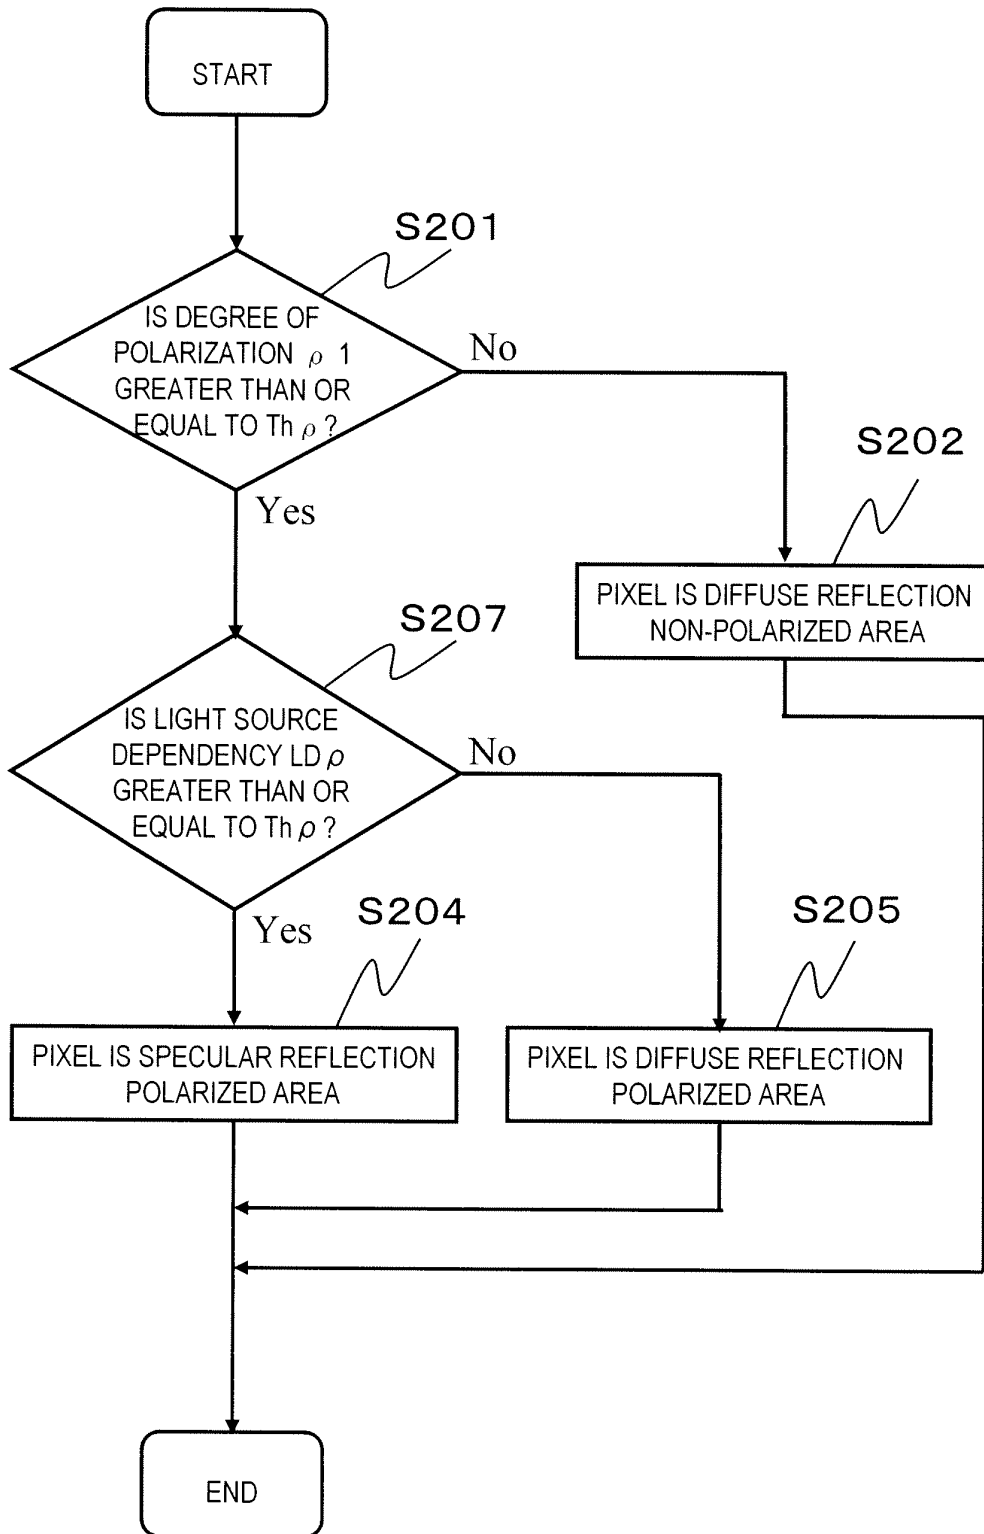 START
S201
IS DEGREE OF
POLARIZATION ρ 1
GREATER THAN OR
EQUAL TO Th ρ ?
No
Yes
S202
PIXEL IS DIFFUSE REFLECTION
NON-POLARIZED AREA
S207
IS LIGHT SOURCE
DEPENDENCY LD ρ
GREATER THAN OR
EQUAL TO Th ρ ?
No
Yes
S204
PIXEL IS SPECULAR REFLECTION
POLARIZED AREA
S205
PIXEL IS DIFFUSE REFLECTION
POLARIZED AREA
END